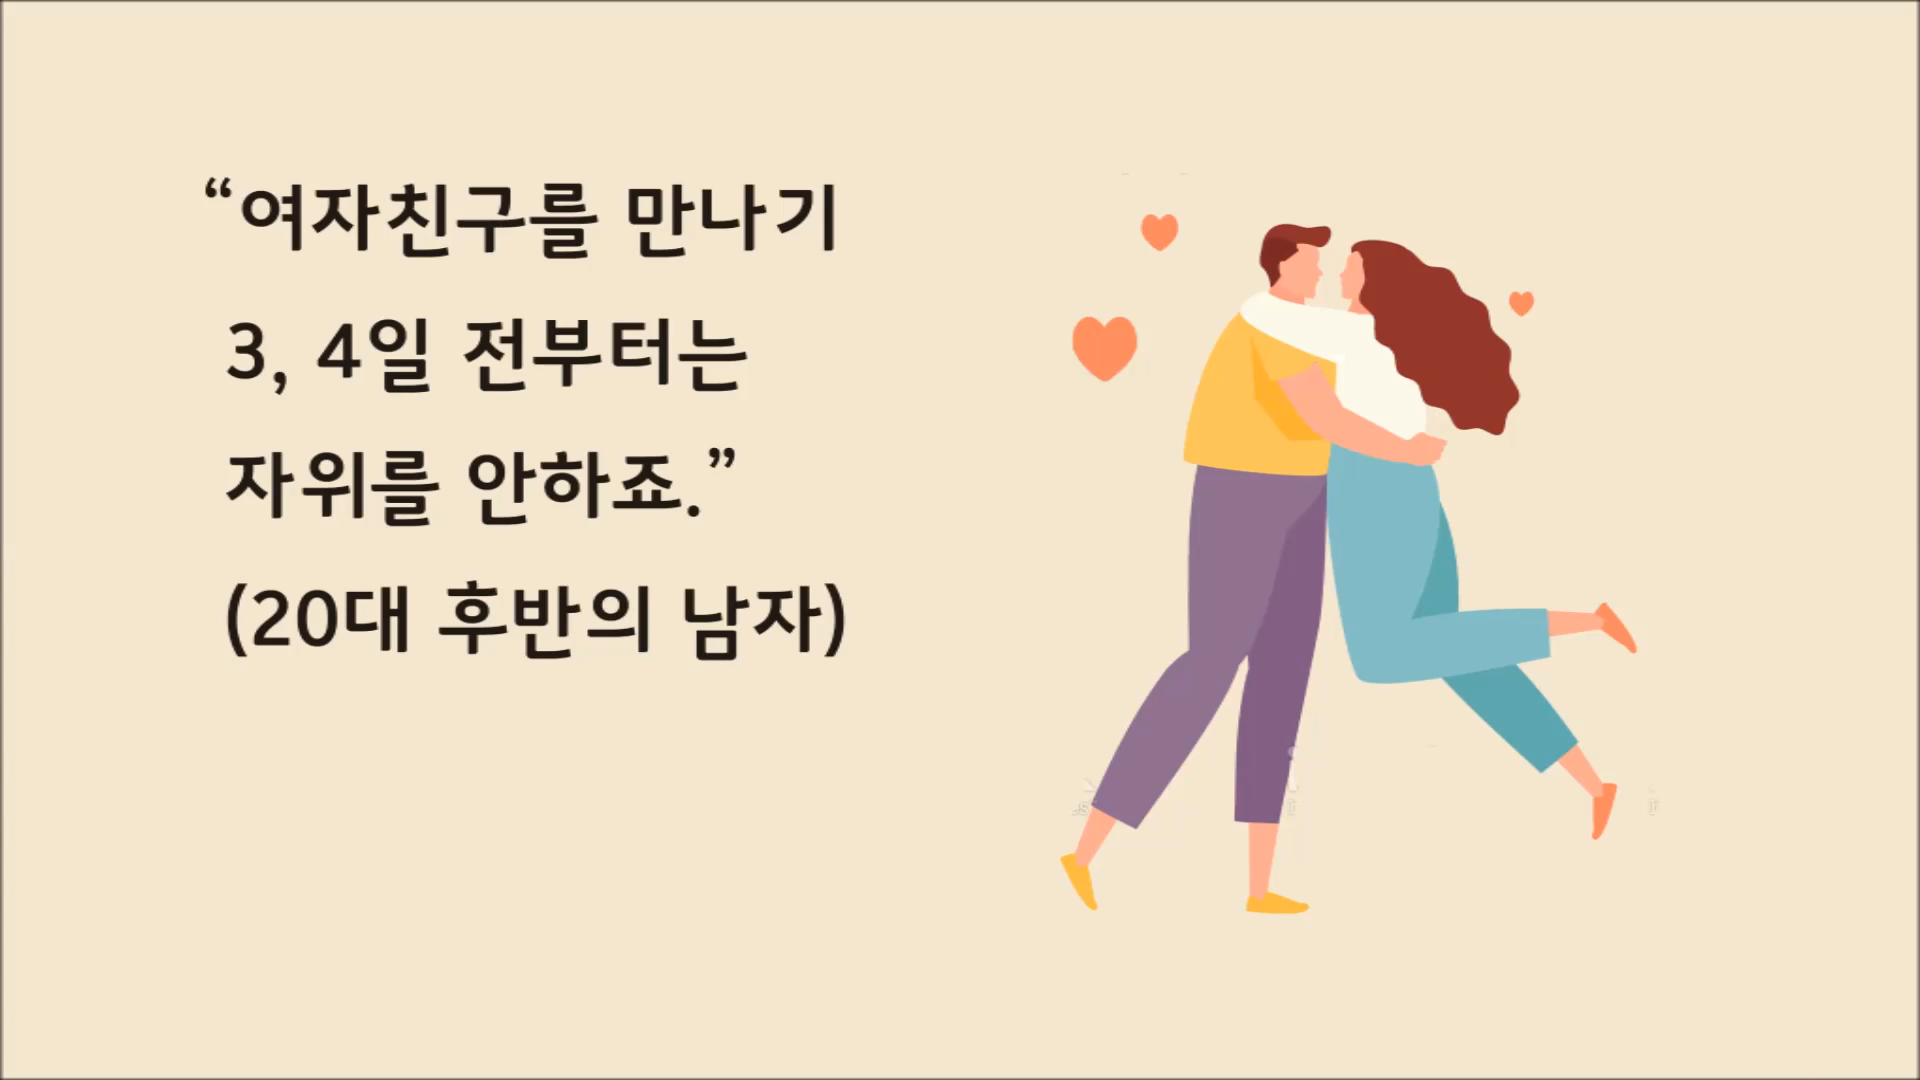 “여자친구를 만나기
3, 4일 전부터는
자위를 안하죠.”
(20대 후반의 남자)